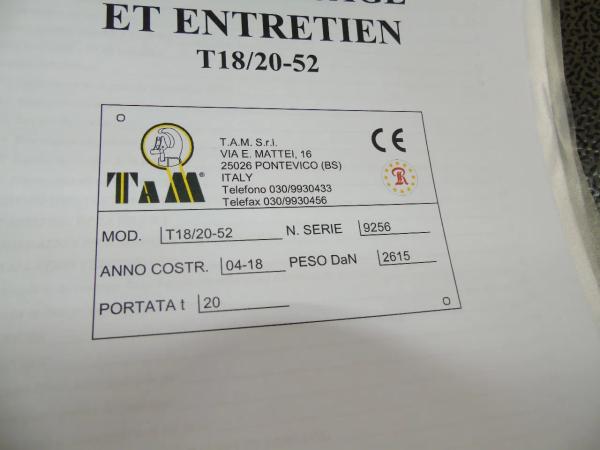 ET ENTRETIEN
T18/20-52
TAM®
T.A.M. S.r.l.
VIA E. MATTEI, 16
25026 PONTEVICO (BS)
ITALY
Telefono 030/9930433
Telefax 030/9930456
CE
MOD. T18/20-52 N. SERIE 9256
ANNO COSTR. 04-18 PESO DaN 2615
PORTATA t 20